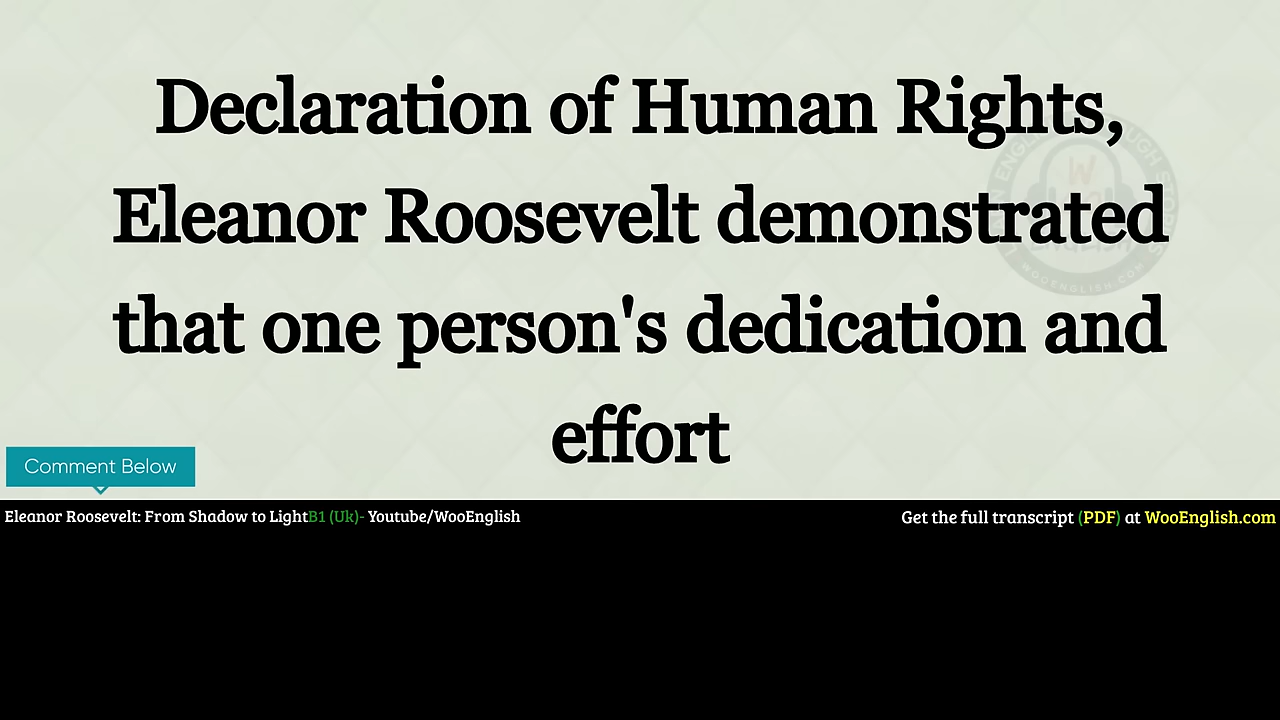 Declaration of Human Rights,
Eleanor Roosevelt demonstrated
that one person's dedication and
effort
Comment Below
Eleanor Roosevelt: From Shadow to LightB1 (Uk)- Youtube/WooEnglish
Get the full transcript (PDF) at WooEnglish.com